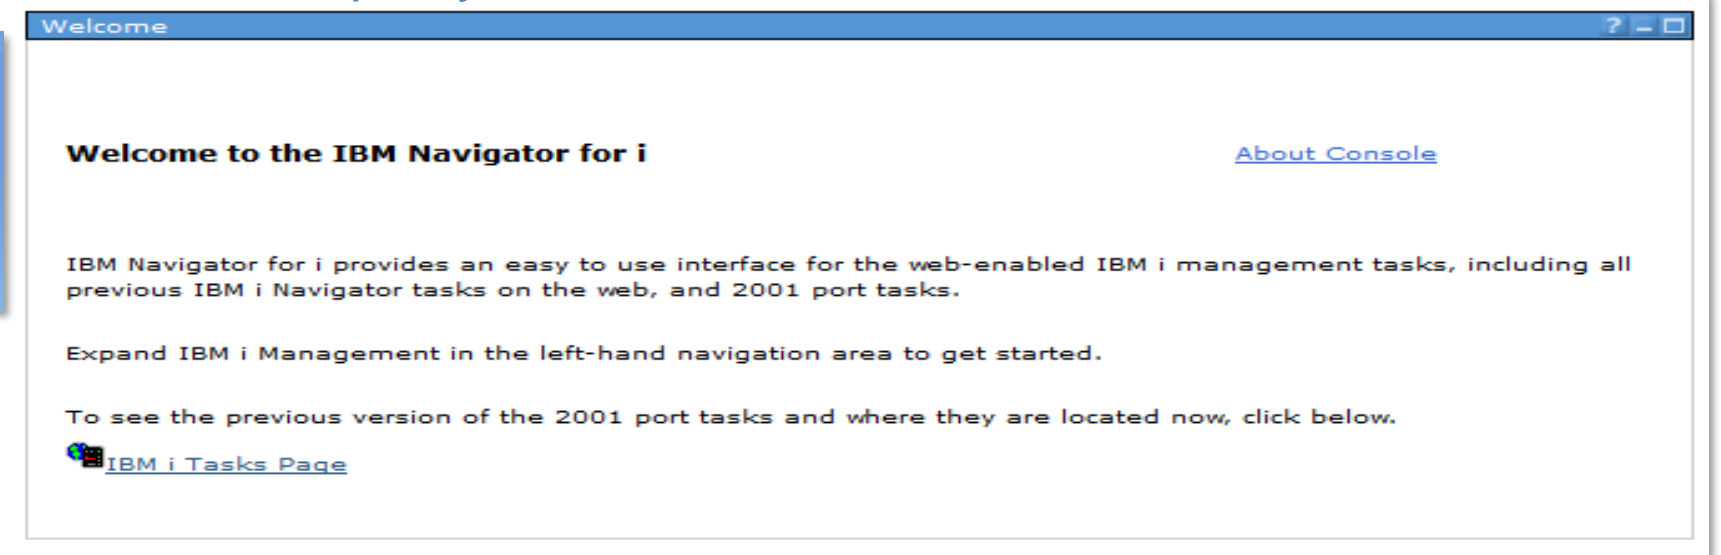 Welcome
?
Welcome to the IBM Navigator for i
About Console
IBM Navigator for i provides an easy to use interface for the web-enabled IBM i management tasks, including all
previous IBM i Navigator tasks on the web, and 2001 port tasks.
Expand IBM i Management in the left-hand navigation area to get started.
To see the previous version of the 2001 port tasks and where they are located now, click below.
IBM i Tasks Page